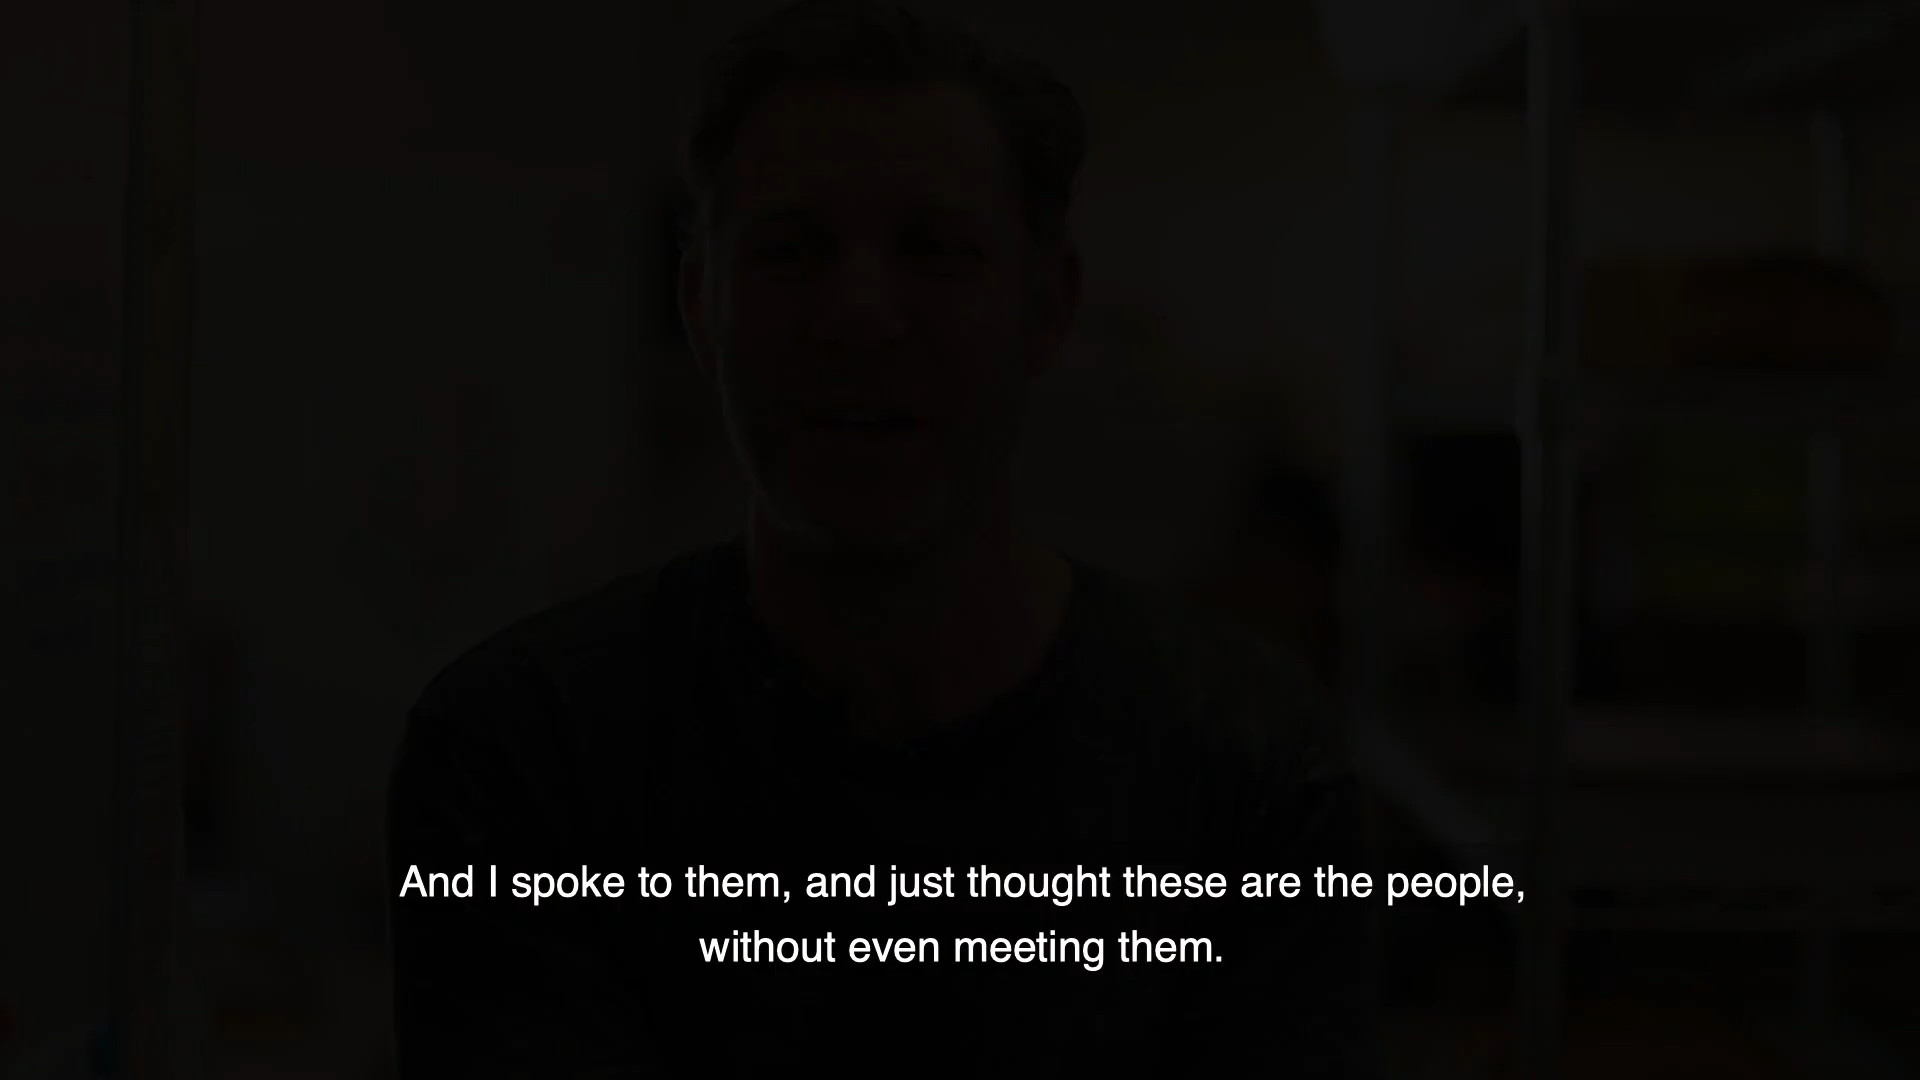 And I spoke to them, and just thought these are the people,
without even meeting them.